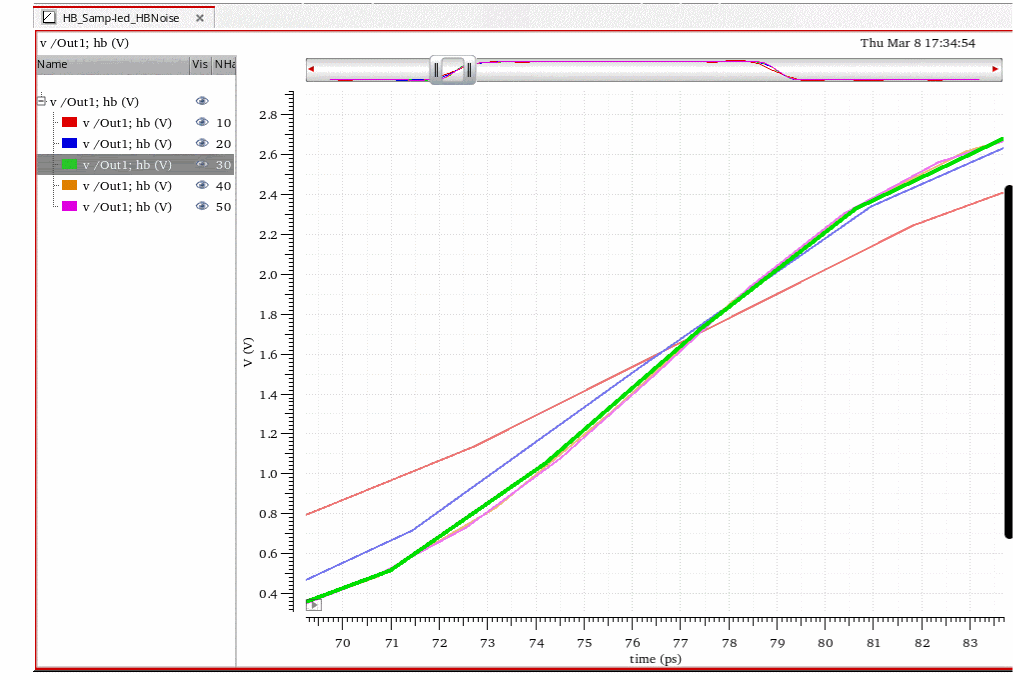 HB_Samp-led_HBNoise ×
v /Out1; hb (V) Thu Mar 8 17:34:54
Name Vis NHa
v /Out1; hb (V)
v /Out1; hb (V) 10
v /Out1; hb (V) 20
v /Out1; hb (V) 30
v /Out1; hb (V) 40
v /Out1; hb (V) 50
2.8
2.6
2.4
2.2
2.0
1.8
1.6
1.4
1.2
1.0
0.8
0.6
0.4
V (V)
70 71 72 73 74 75 76 77 78 79 80 81 82 83
time (ps)